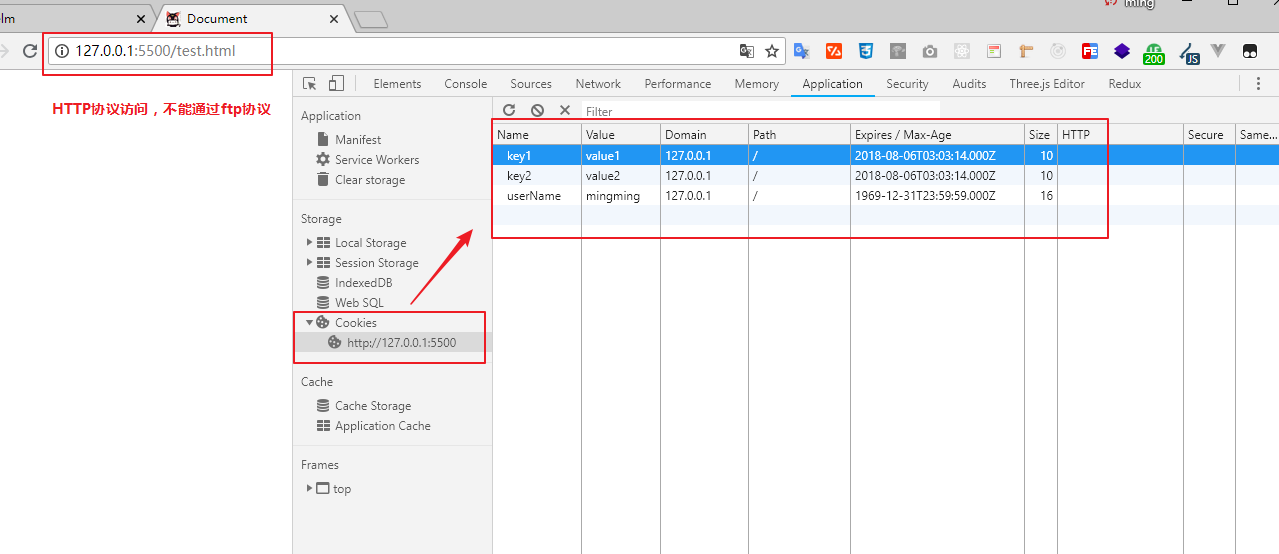 elm
Document
ming
127.0.0.1:5500/test.html
FE
200
JS
HTTP协议访问，不能通过ftp协议
Elements Console Sources Network Performance Memory Application Security Audits Three.js Editor Redux
Application
Manifest
Service Workers
Clear storage
Storage
Local Storage
Session Storage
IndexedDB
Web SQL
Cookies
http://127.0.0.1:5500
Cache
Cache Storage
Application Cache
Frames
top
Filter
Name Value Domain Path Expires / Max-Age Size HTTP Secure Same...
key1 value1 127.0.0.1 / 2018-08-06T03:03:14.000Z 10
key2 value2 127.0.0.1 / 2018-08-06T03:03:14.000Z 10
userName mingming 127.0.0.1 / 1969-12-31T23:59:59.000Z 16